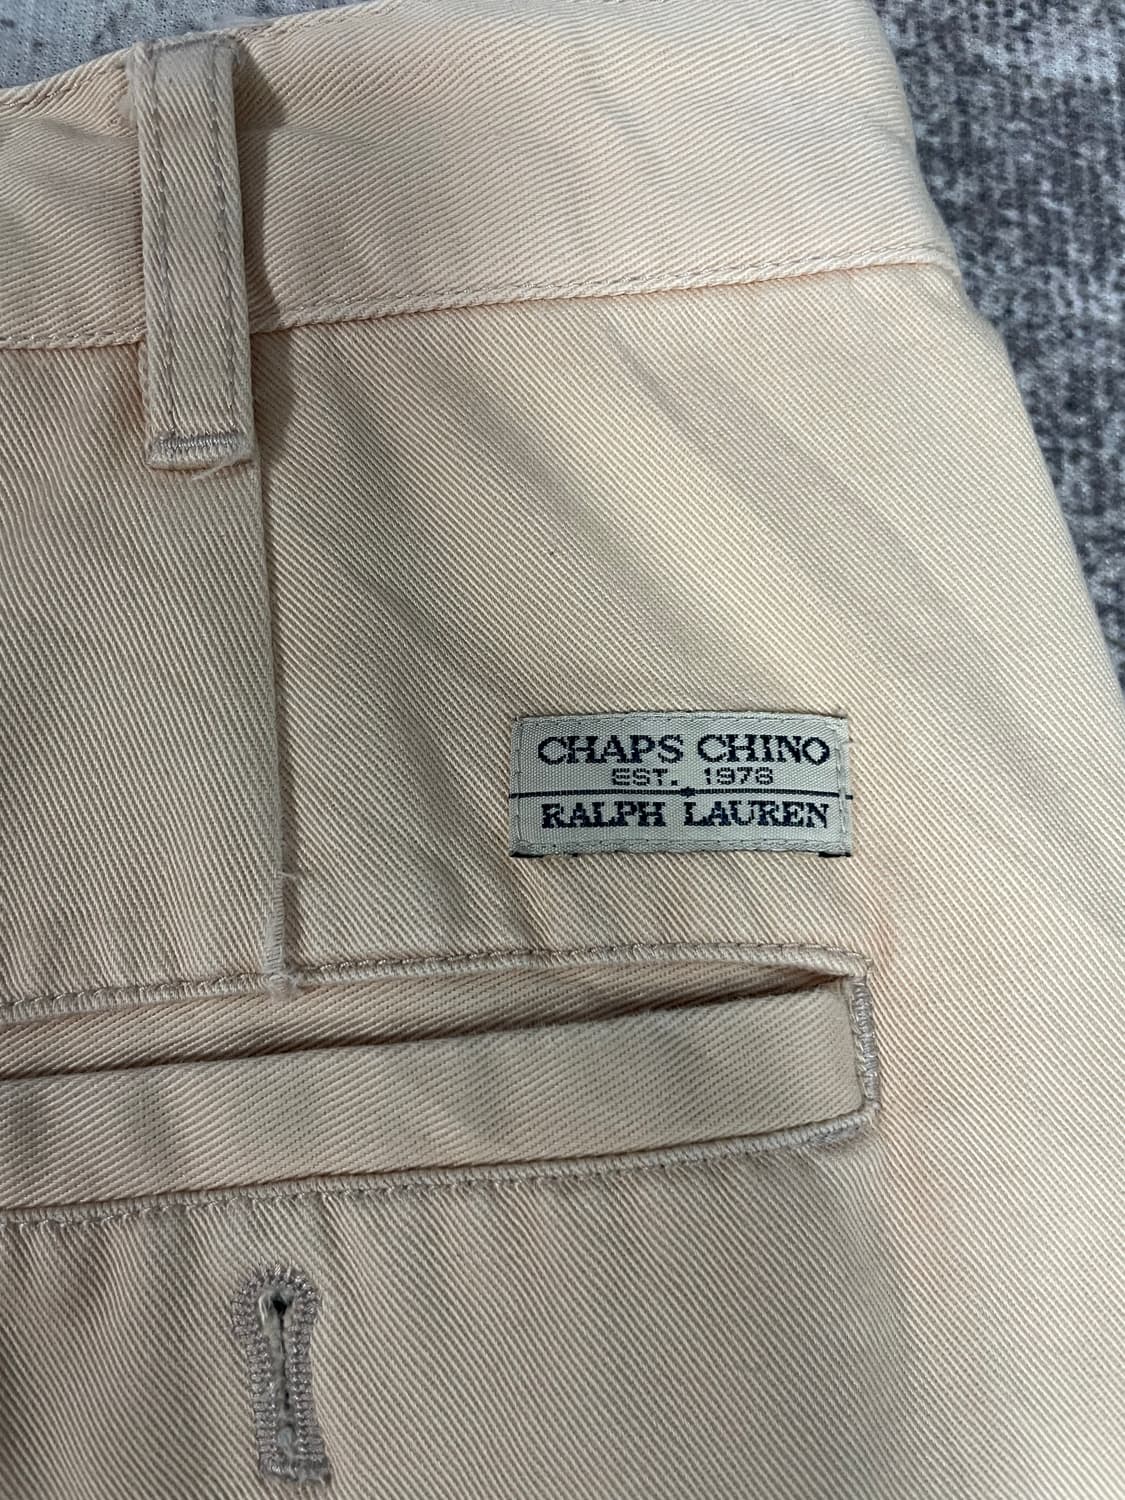 CHAPS CHINO
EST. 1978
RALPH LAUREN